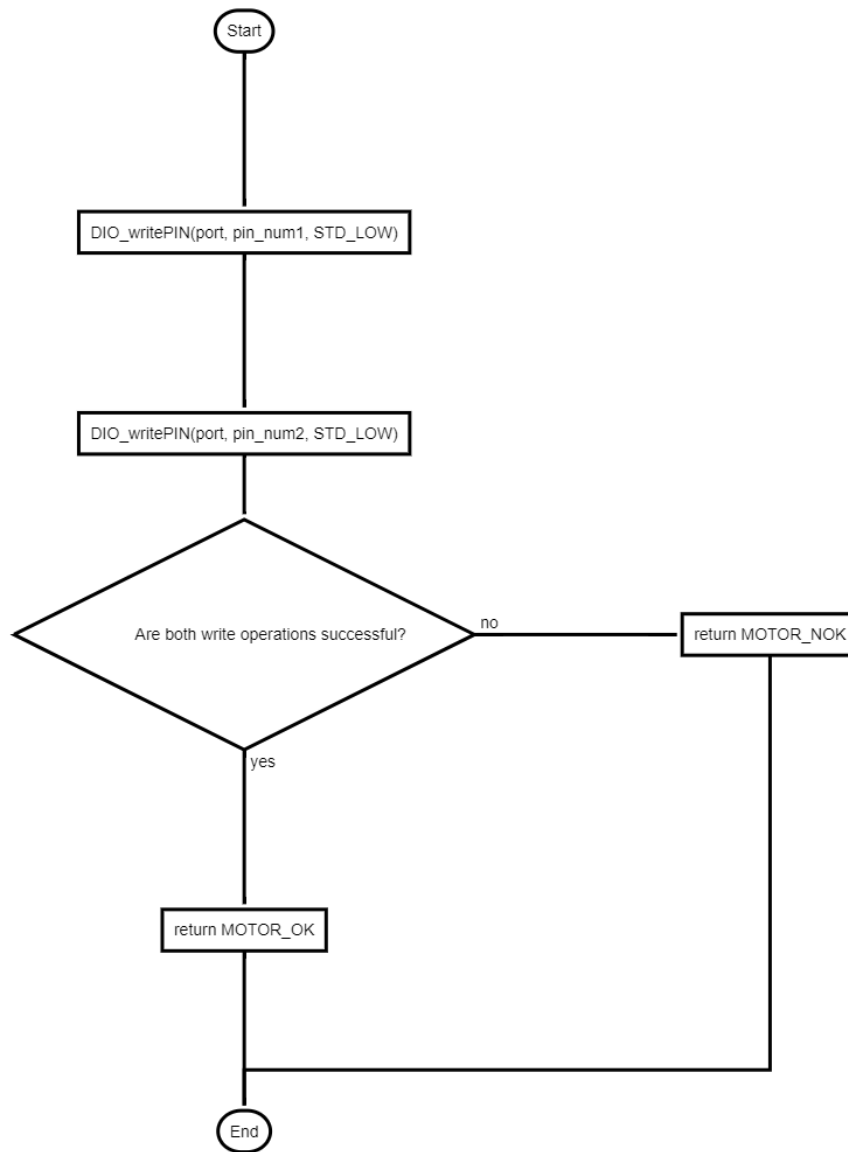 Start
DIO_writePIN(port, pin_num1, STD_LOW)
DIO_writePIN(port, pin_num2, STD_LOW)
Are both write operations successful?
no
return MOTOR_NOK
yes
return MOTOR_OK
End